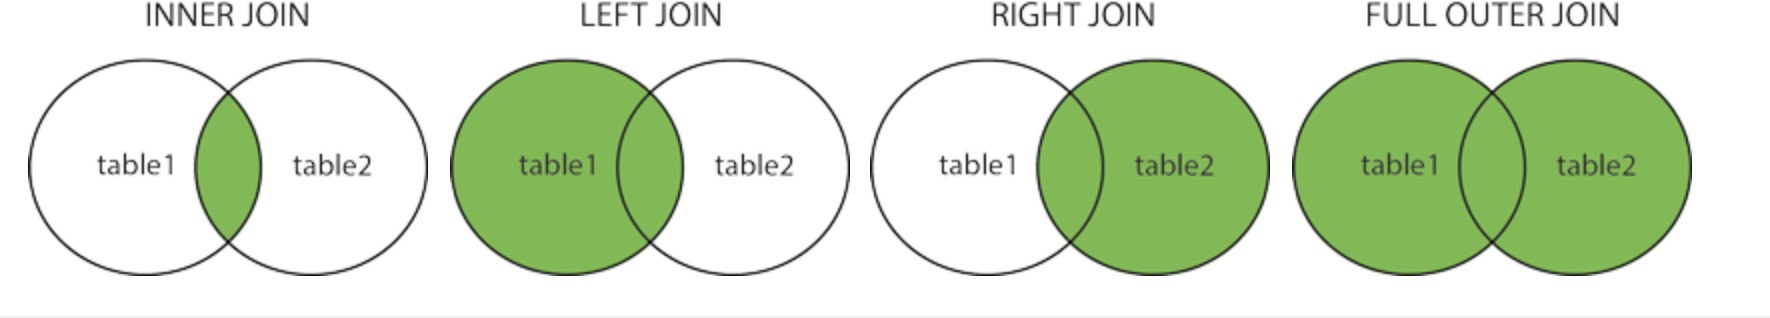 INNER JOIN
LEFT JOIN
RIGHT JOIN
FULL OUTER JOIN
table1
table2
table1
table2
table1
table2
table1
table2